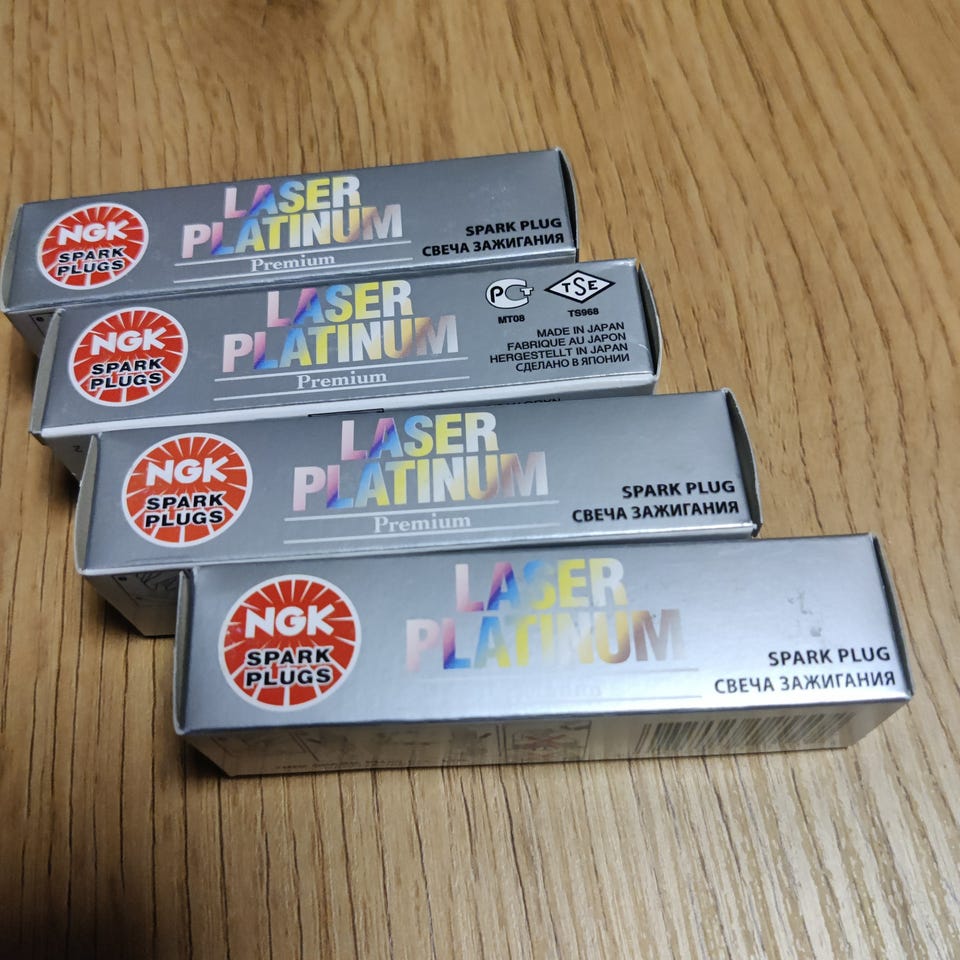 NGK
SPARK
PLUGS
LASER
PLATINUM
Premium
SPARK PLUG
СВЕЧА ЗАЖИГАНИЯ
NGK
SPARK
PLUGS
LASER
PLATINUM
Premium
РСТ
MT08
TSE
TS968
MADE IN JAPAN
FABRIQUE AU JAPON
HERGESTELLT IN JAPAN
СДЕЛАНО В ЯПОНИИ
NGK
SPARK
PLUGS
LASER
PLATINUM
Premium
SPARK PLUG
СВЕЧА ЗАЖИГАНИЯ
NGK
SPARK
PLUGS
LASER
PLATINUM
SPARK PLUG
СВЕЧА ЗАЖИГАНИЯ